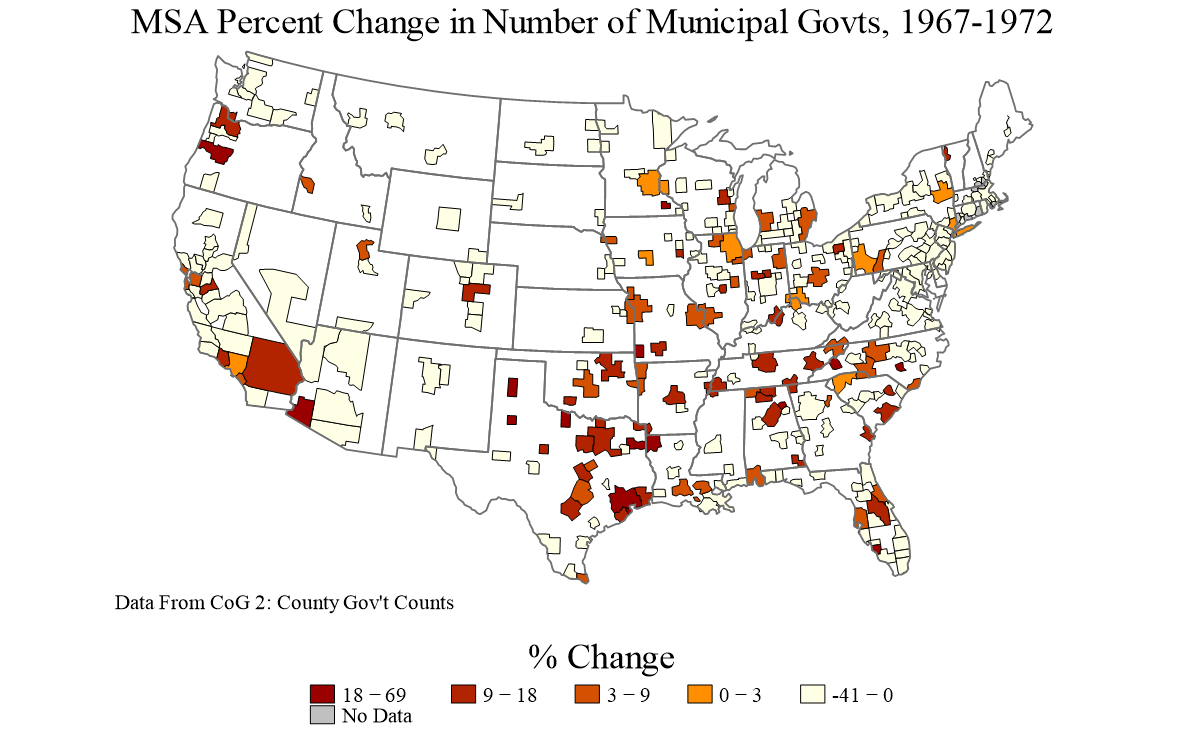 MSA Percent Change in Number of Municipal Govts, 1967-1972
Data From CoG 2: County Gov't Counts
% Change
18 – 69 9 – 18 3 – 9 0 – 3 -41 – 0
No Data